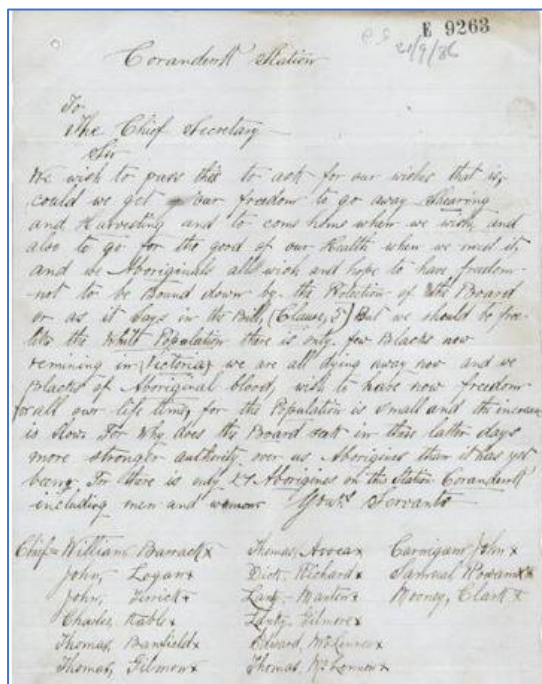 E 9263
21/9/86
Coranderrk Station
To
The Chief Secretary
Sir
We wish to pass this to ask for our wishes that is,
could we get our freedom to go away Shearing
and Harvesting and to come home when we wish and
also to go for the good of our Health when we need it
and we Aboriginals all wish and hope to have freedom
not to be bound down by the Protection of the Board
or as it says in the Bill, (Clause, 5) But we should be free
like the White Population there is only few Blacks now
remining in Victoria, we are all dying away now and we
Blacks of Aboriginal blood, wish to have now freedom
for all our life time, for the Population is small and the increase
is slow. For Why does the Board seek in these latter days
more stronger authority over us Aborigines than it has yet
being For there is only Aborigines on this Station Coranderrk
including men and women Your's Servants
Chief= William Barrack x Thomas, x John x
John, Logan x Dick. Richard x Samuel x
John, Terrick x Lanky- Manton x Mooney, Clark x
Charles, x Lanky- Gilmore x
Thomas, Banfield x Edward, McLennon x
Thomas, Gilmore x Thomas, McLennon x